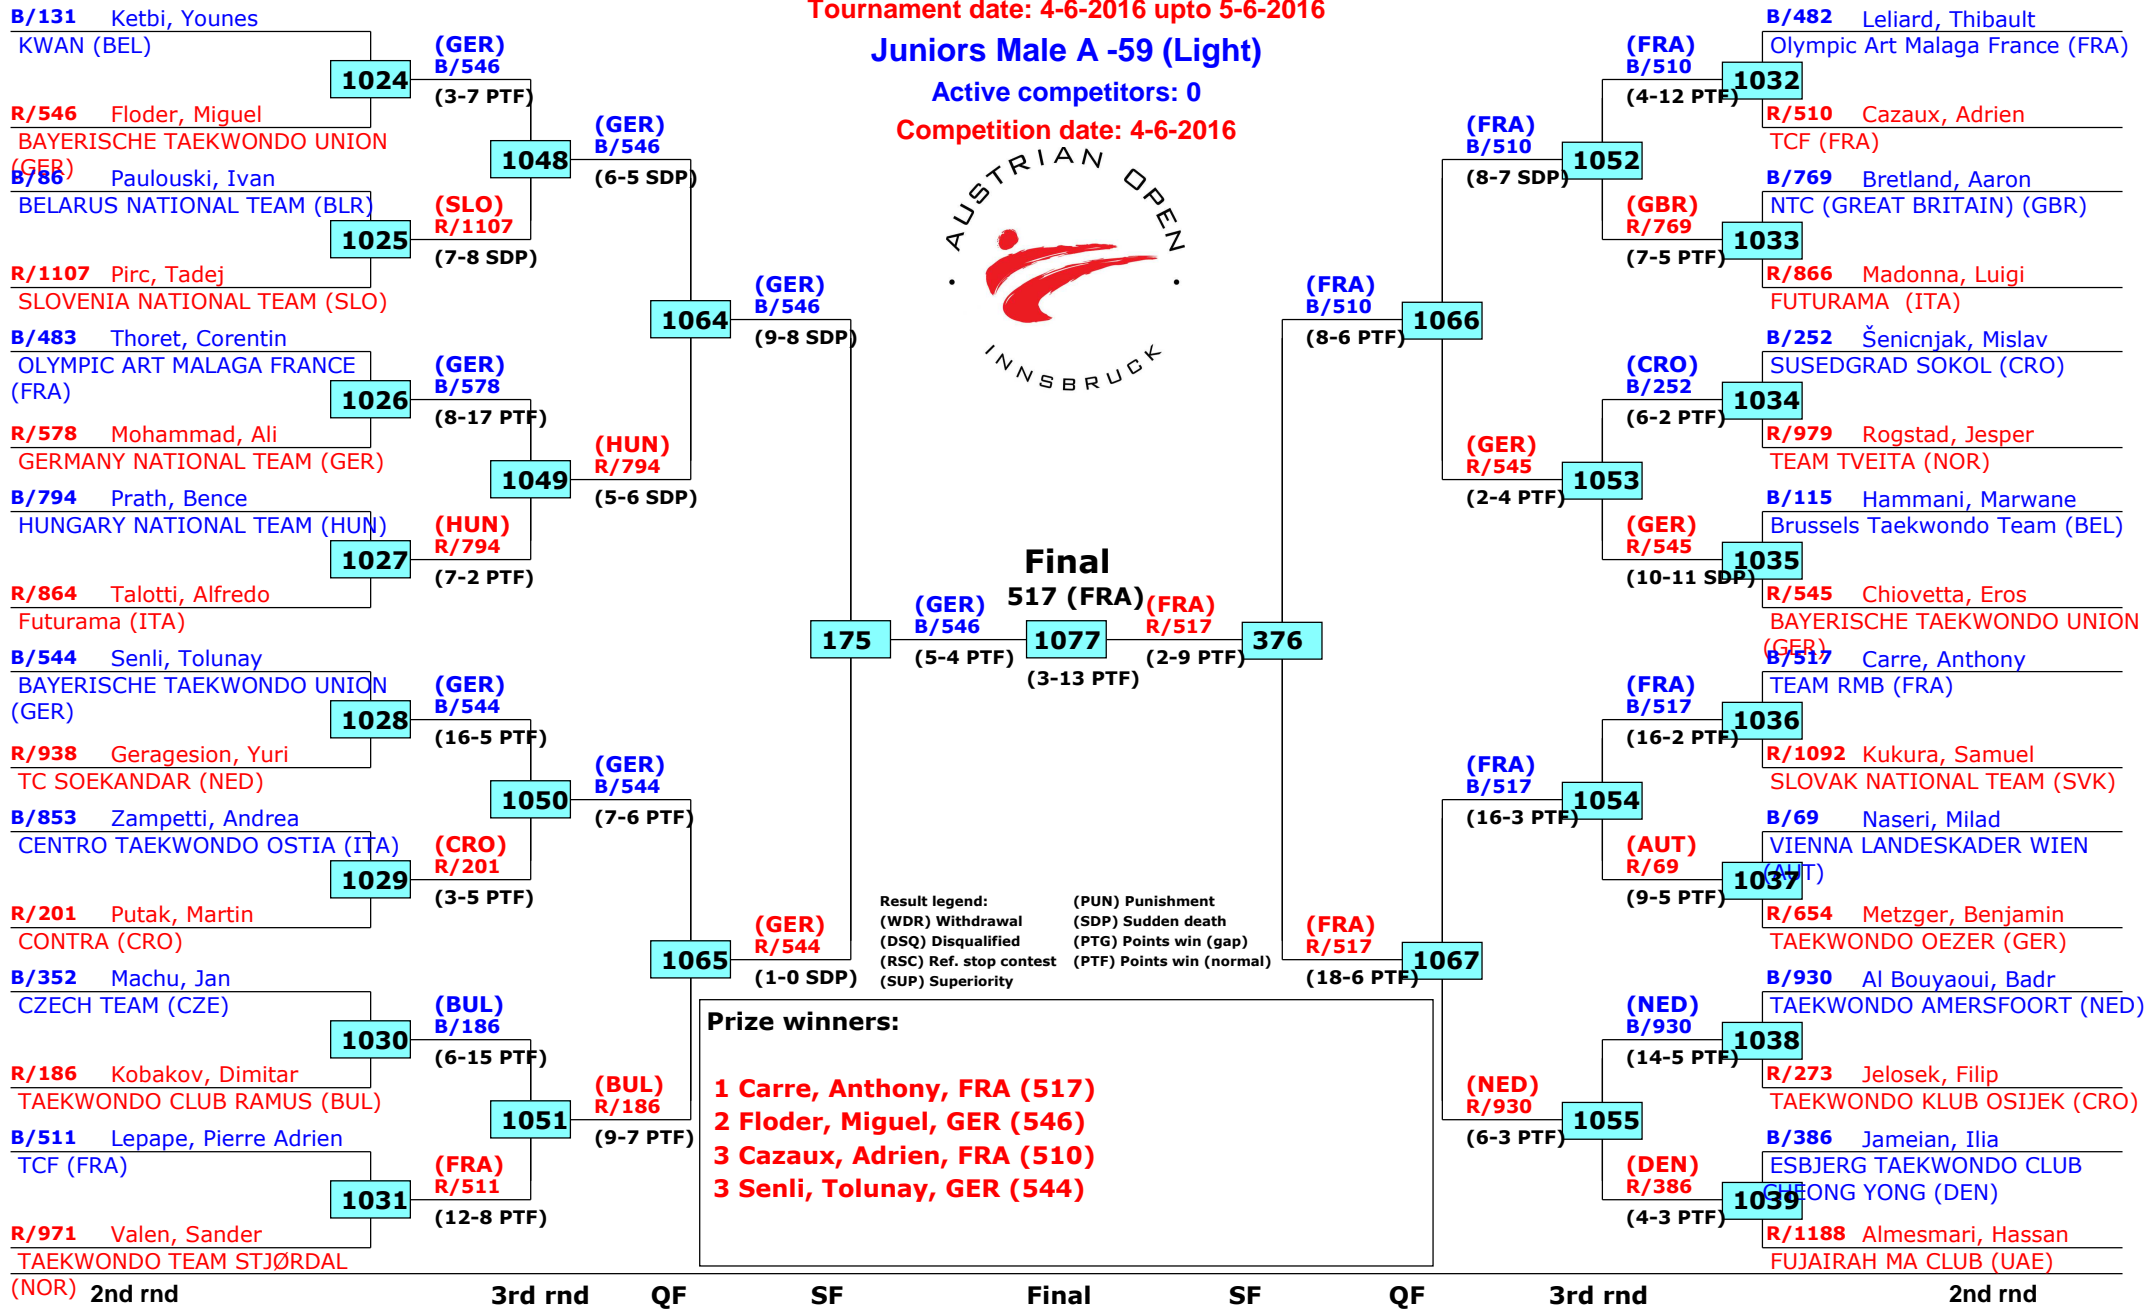 Tournament date: 4-6-2016 upto 5-6-2016
Juniors Male A -59 (Light)
Active competitors: 0
Competition date: 4-6-2016
AUSTRIAN OPEN
INNSBRUCK
B/131 Ketbi, Younes
KWAN (BEL)
1024
R/546 Floder, Miguel
BAYERISCHE TAEKWONDO UNION
(GER)
B/86 Paulouski, Ivan
BELARUS NATIONAL TEAM (BLR)
1025
R/1107 Pirc, Tadej
SLOVENIA NATIONAL TEAM (SLO)
B/483 Thoret, Corentin
OLYMPIC ART MALAGA FRANCE
(FRA)
1026
R/578 Mohammad, Ali
GERMANY NATIONAL TEAM (GER)
B/794 Prath, Bence
HUNGARY NATIONAL TEAM (HUN)
1027
R/864 Talotti, Alfredo
Futurama (ITA)
B/544 Senli, Tolunay
BAYERISCHE TAEKWONDO UNION
(GER)
1028
R/938 Geragesion, Yuri
TC SOEKANDAR (NED)
B/853 Zampetti, Andrea
CENTRO TAEKWONDO OSTIA (ITA)
1029
R/201 Putak, Martin
CONTRA (CRO)
B/352 Machu, Jan
CZECH TEAM (CZE)
1030
R/186 Kobakov, Dimitar
TAEKWONDO CLUB RAMUS (BUL)
B/511 Lepape, Pierre Adrien
TCF (FRA)
1031
R/971 Valen, Sander
TAEKWONDO TEAM STJØRDAL
(NOR)
(GER)
B/546
(3-7 PTF)
1048
(SLO)
R/1107
(7-8 SDP)
(GER)
B/578
(8-17 PTF)
1049
(HUN)
R/794
(7-2 PTF)
(GER)
B/544
(16-5 PTF)
1050
(CRO)
R/201
(3-5 PTF)
(BUL)
B/186
(6-15 PTF)
1051
(FRA)
R/511
(12-8 PTF)
(GER)
B/546
(6-5 SDP)
1064
(HUN)
R/794
(5-6 SDP)
(GER)
B/544
(7-6 PTF)
1065
(BUL)
R/186
(9-7 PTF)
(GER)
B/546
(9-8 SDP)
175
(GER)
R/544
(1-0 SDP)
(GER)
B/546
(5-4 PTF)
Final
517 (FRA)
1077
(3-13 PTF)
(FRA)
R/517
(2-9 PTF)
376
(FRA)
B/510
(8-6 PTF)
(FRA)
R/517
(18-6 PTF)
1066
1067
(FRA)
B/510
(8-7 SDP)
(GER)
R/545
(2-4 PTF)
(FRA)
B/517
(16-3 PTF)
(NED)
R/930
(6-3 PTF)
1052
1053
1054
1055
(FRA)
B/510
(4-12 PTF)
(GBR)
R/769
(7-5 PTF)
(CRO)
B/252
(6-2 PTF)
(GER)
R/545
(10-11 SDP)
(FRA)
B/517
(16-2 PTF)
(AUT)
R/69
(9-5 PTF)
(NED)
B/930
(14-5 PTF)
(DEN)
R/386
(4-3 PTF)
B/482 Leliard, Thibault
Olympic Art Malaga France (FRA)
1032
R/510 Cazaux, Adrien
TCF (FRA)
B/769 Bretland, Aaron
NTC (GREAT BRITAIN) (GBR)
1033
R/866 Madonna, Luigi
FUTURAMA (ITA)
B/252 Šenicnjak, Mislav
SUSEDGRAD SOKOL (CRO)
1034
R/979 Rogstad, Jesper
TEAM TVEITA (NOR)
B/115 Hammani, Marwane
Brussels Taekwondo Team (BEL)
1035
R/545 Chiovetta, Eros
BAYERISCHE TAEKWONDO UNION
(GER)
B/517 Carre, Anthony
TEAM RMB (FRA)
1036
R/1092 Kukura, Samuel
SLOVAK NATIONAL TEAM (SVK)
B/69 Naseri, Milad
VIENNA LANDESKADER WIEN
(AUT)
1037
R/654 Metzger, Benjamin
TAEKWONDO OEZER (GER)
B/930 Al Bouyaoui, Badr
TAEKWONDO AMERSFOORT (NED)
1038
R/273 Jelosek, Filip
TAEKWONDO KLUB OSIJEK (CRO)
B/386 Jameian, Ilia
ESBJERG TAEKWONDO CLUB
CHEONG YONG (DEN)
1039
R/1188 Almesmari, Hassan
FUJAIRAH MA CLUB (UAE)
Result legend:
(WDR) Withdrawal
(DSQ) Disqualified
(RSC) Ref. stop contest
(SUP) Superiority
(PUN) Punishment
(SDP) Sudden death
(PTG) Points win (gap)
(PTF) Points win (normal)
Prize winners:
1 Carre, Anthony, FRA (517)
2 Floder, Miguel, GER (546)
3 Cazaux, Adrien, FRA (510)
3 Senli, Tolunay, GER (544)
2nd rnd 3rd rnd QF SF Final SF QF 3rd rnd 2nd rnd